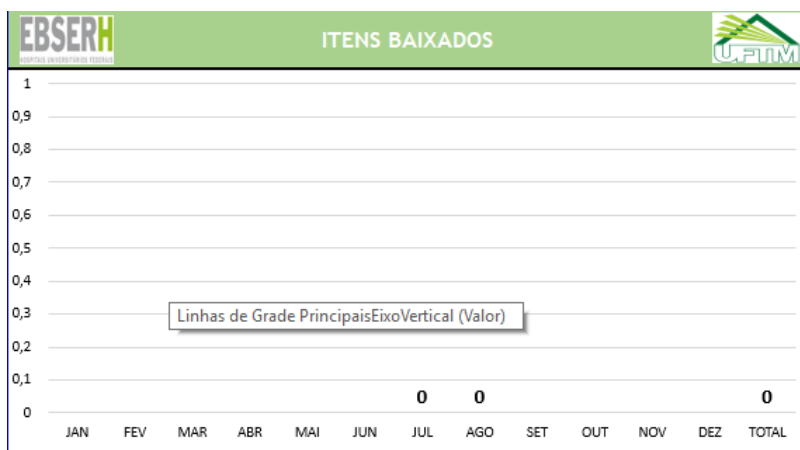 EBSERH
HOSPITAIS UNIVERSITÁRIOS FEDERAIS
ITENS BAIXADOS
UFTM
1
0,9
0,8
0,7
0,6
0,5
0,4
0,3
Linhas de Grade PrincipaisEixoVertical (Valor)
0,2
0,1
0 0 0
0
JAN FEV MAR ABR MAI JUN JUL AGO SET OUT NOV DEZ TOTAL